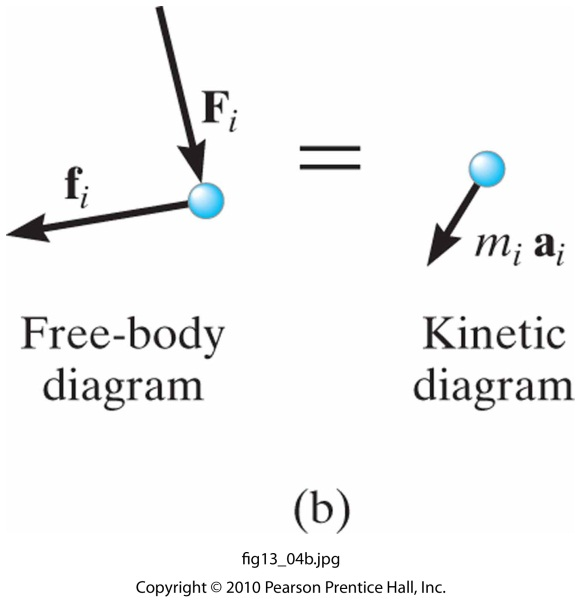 F_i
f_i
=
m_i a_i
Free-body
diagram
Kinetic
diagram
(b)
fig13_04b.jpg
Copyright © 2010 Pearson Prentice Hall, Inc.